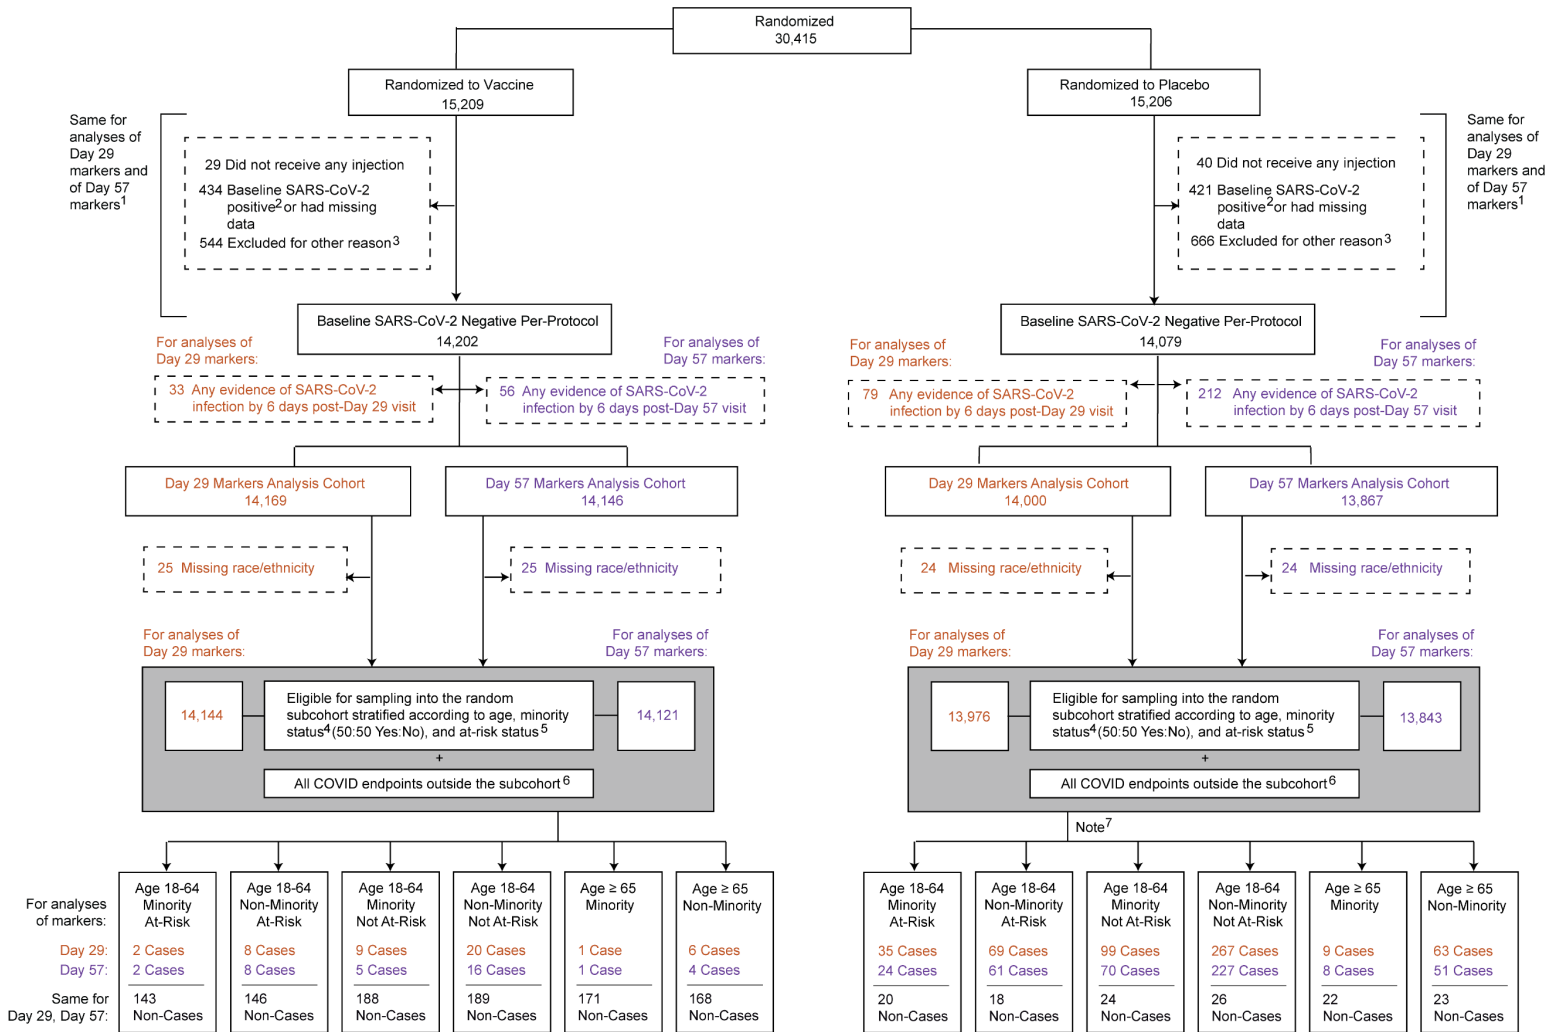 Randomized
30,415
Randomized to Vaccine
15,209
Randomized to Placebo
15,206
Same for
analyses of
Day 29
markers and
of Day 57
markers1
29 Did not receive any injection
434 Baseline SARS-CoV-2
positive2 or had missing
data
544 Excluded for other reason3
40 Did not receive any injection
421 Baseline SARS-CoV-2
positive2 or had missing
data
666 Excluded for other reason3
Same for
analyses of
Day 29
markers and
of Day 57
markers1
Baseline SARS-CoV-2 Negative Per-Protocol
14,202
Baseline SARS-CoV-2 Negative Per-Protocol
14,079
For analyses of
Day 29 markers:
For analyses of
Day 57 markers:
33 Any evidence of SARS-CoV-2
infection by 6 days post-Day 29 visit
56 Any evidence of SARS-CoV-2
infection by 6 days post-Day 57 visit
For analyses of
Day 29 markers:
For analyses of
Day 57 markers:
79 Any evidence of SARS-CoV-2
infection by 6 days post-Day 29 visit
212 Any evidence of SARS-CoV-2
infection by 6 days post-Day 57 visit
Day 29 Markers Analysis Cohort
14,169
Day 57 Markers Analysis Cohort
14,146
Day 29 Markers Analysis Cohort
14,000
Day 57 Markers Analysis Cohort
13,867
25 Missing race/ethnicity
25 Missing race/ethnicity
24 Missing race/ethnicity
24 Missing race/ethnicity
For analyses of
Day 29 markers:
For analyses of
Day 57 markers:
For analyses of
Day 29 markers:
For analyses of
Day 57 markers:
14,144
Eligible for sampling into the random
subcohort stratified according to age, minority
status4 (50:50 Yes:No), and at-risk status5
14,121
+
All COVID endpoints outside the subcohort6
13,976
Eligible for sampling into the random
subcohort stratified according to age, minority
status4 (50:50 Yes:No), and at-risk status5
13,843
+
All COVID endpoints outside the subcohort6
Note7
For analyses
of markers:
Day 29:
Day 57:
Same for
Day 29, Day 57:
Age 18-64
Minority
At-Risk
2 Cases
2 Cases
143
Non-Cases
Age 18-64
Non-Minority
At-Risk
8 Cases
8 Cases
146
Non-Cases
Age 18-64
Minority
Not At-Risk
9 Cases
5 Cases
188
Non-Cases
Age 18-64
Non-Minority
Not At-Risk
20 Cases
16 Cases
189
Non-Cases
Age ≥ 65
Minority
1 Case
1 Case
171
Non-Cases
Age ≥ 65
Non-Minority
6 Cases
4 Cases
168
Non-Cases
Age 18-64
Minority
At-Risk
35 Cases
24 Cases
20
Non-Cases
Age 18-64
Non-Minority
At-Risk
69 Cases
61 Cases
18
Non-Cases
Age 18-64
Minority
Not At-Risk
99 Cases
70 Cases
24
Non-Cases
Age 18-64
Non-Minority
Not At-Risk
267 Cases
227 Cases
26
Non-Cases
Age ≥ 65
Minority
9 Cases
8 Cases
22
Non-Cases
Age ≥ 65
Non-Minority
63 Cases
51 Cases
23
Non-Cases